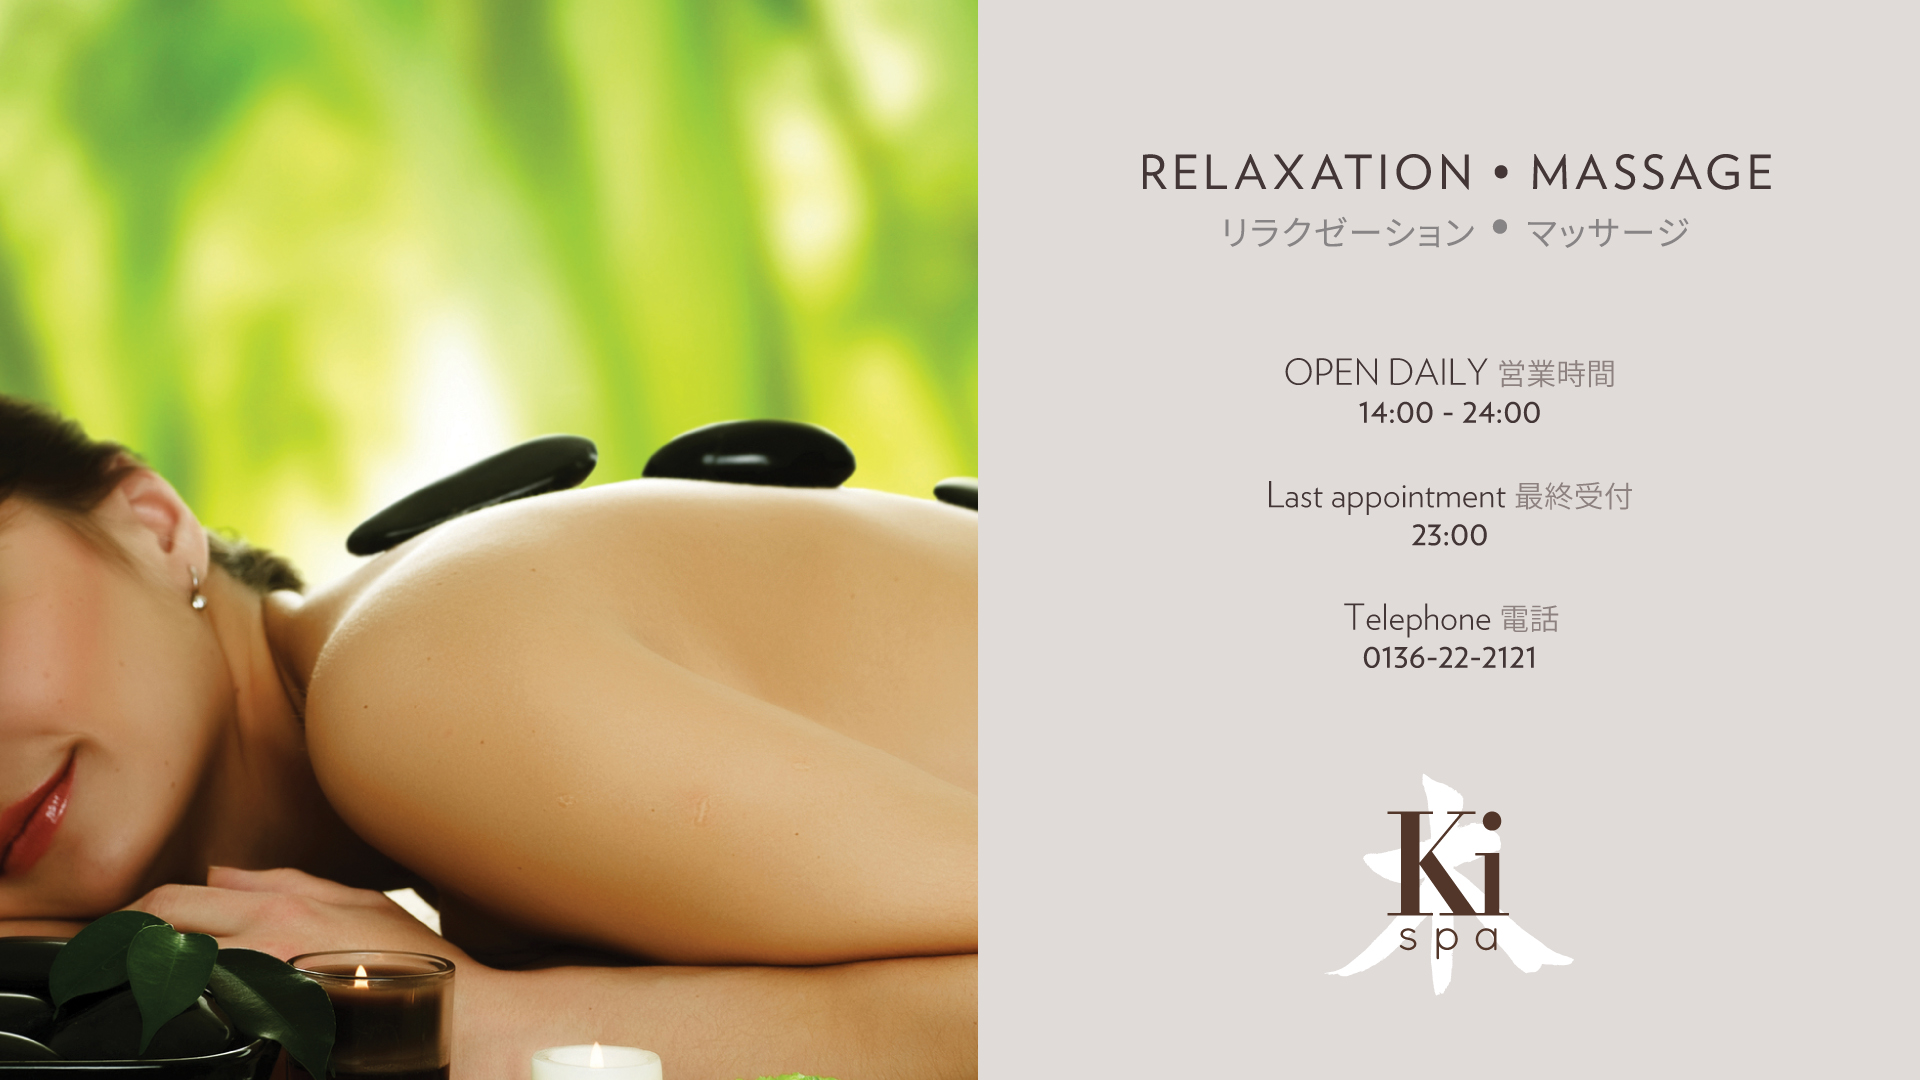 RELAXATION • MASSAGE
リラクゼーション • マッサージ
OPEN DAILY 営業時間
14:00 - 24:00
Last appointment 最終受付
23:00
Telephone 電話
0136-22-2121
木
Ki
spa